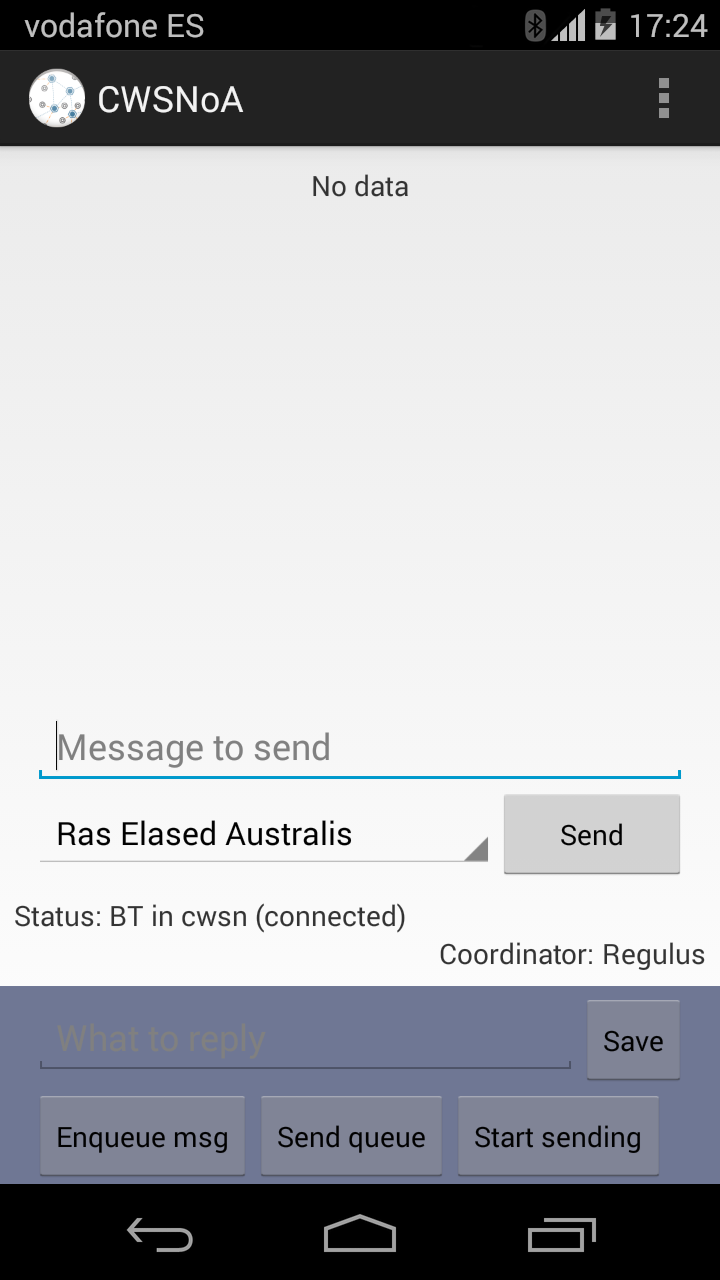 vodafone ES 17:24
CWSNoA
No data
Message to send
Ras Elased Australis Send
Status: BT in cwsn (connected)
Coordinator: Regulus
What to reply Save
Enqueue msg Send queue Start sending